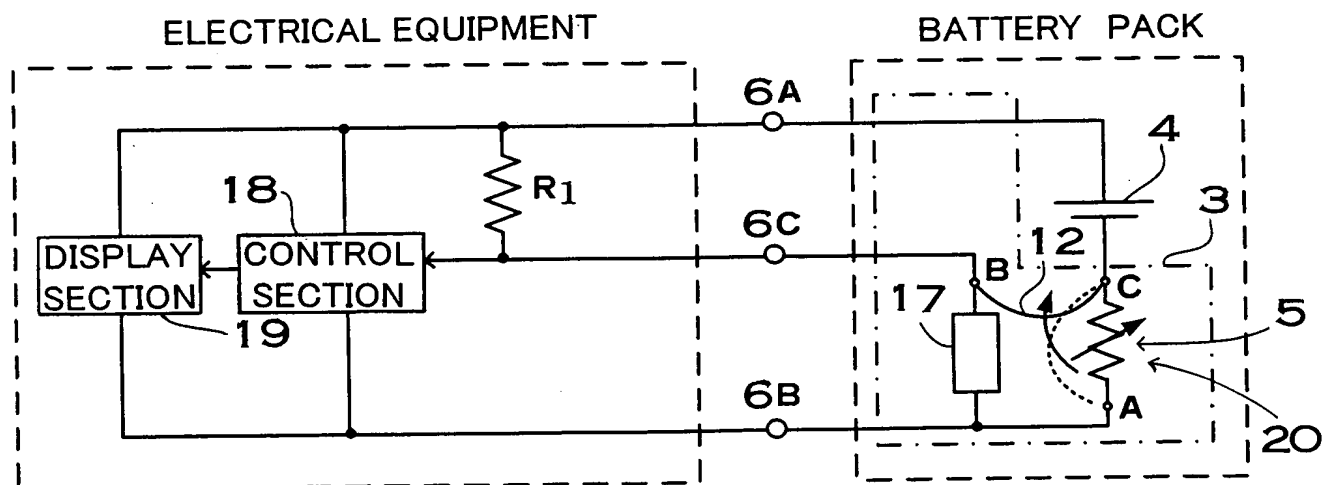 ELECTRICAL EQUIPMENT
BATTERY PACK
6A
4
R1
18
6C
3
12
DISPLAY
SECTION
CONTROL
SECTION
B
C
17
5
19
6B
A
20